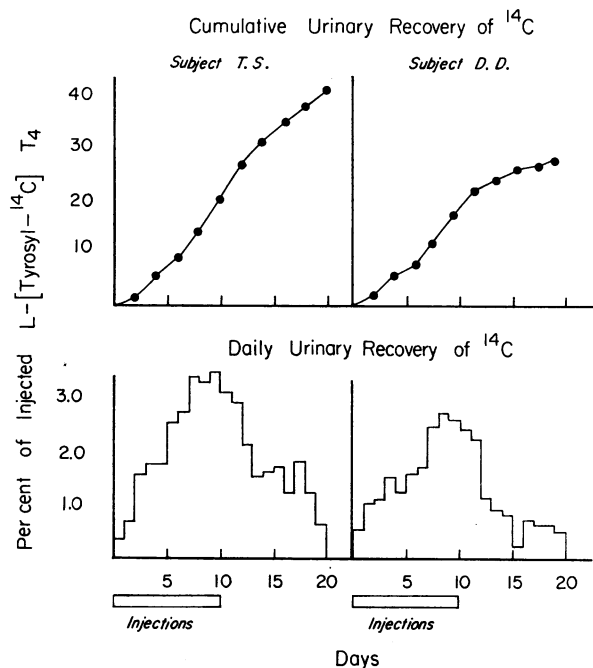 Cumulative Urinary Recovery of ¹⁴C
Subject T. S.
Subject D. D.
Per cent of Injected L-[Tyrosyl-¹⁴C] T₄
40
30
20
10
Daily Urinary Recovery of ¹⁴C
3.0
2.0
1.0
5 10 15 20
5 10 15 20
Injections
Injections
Days